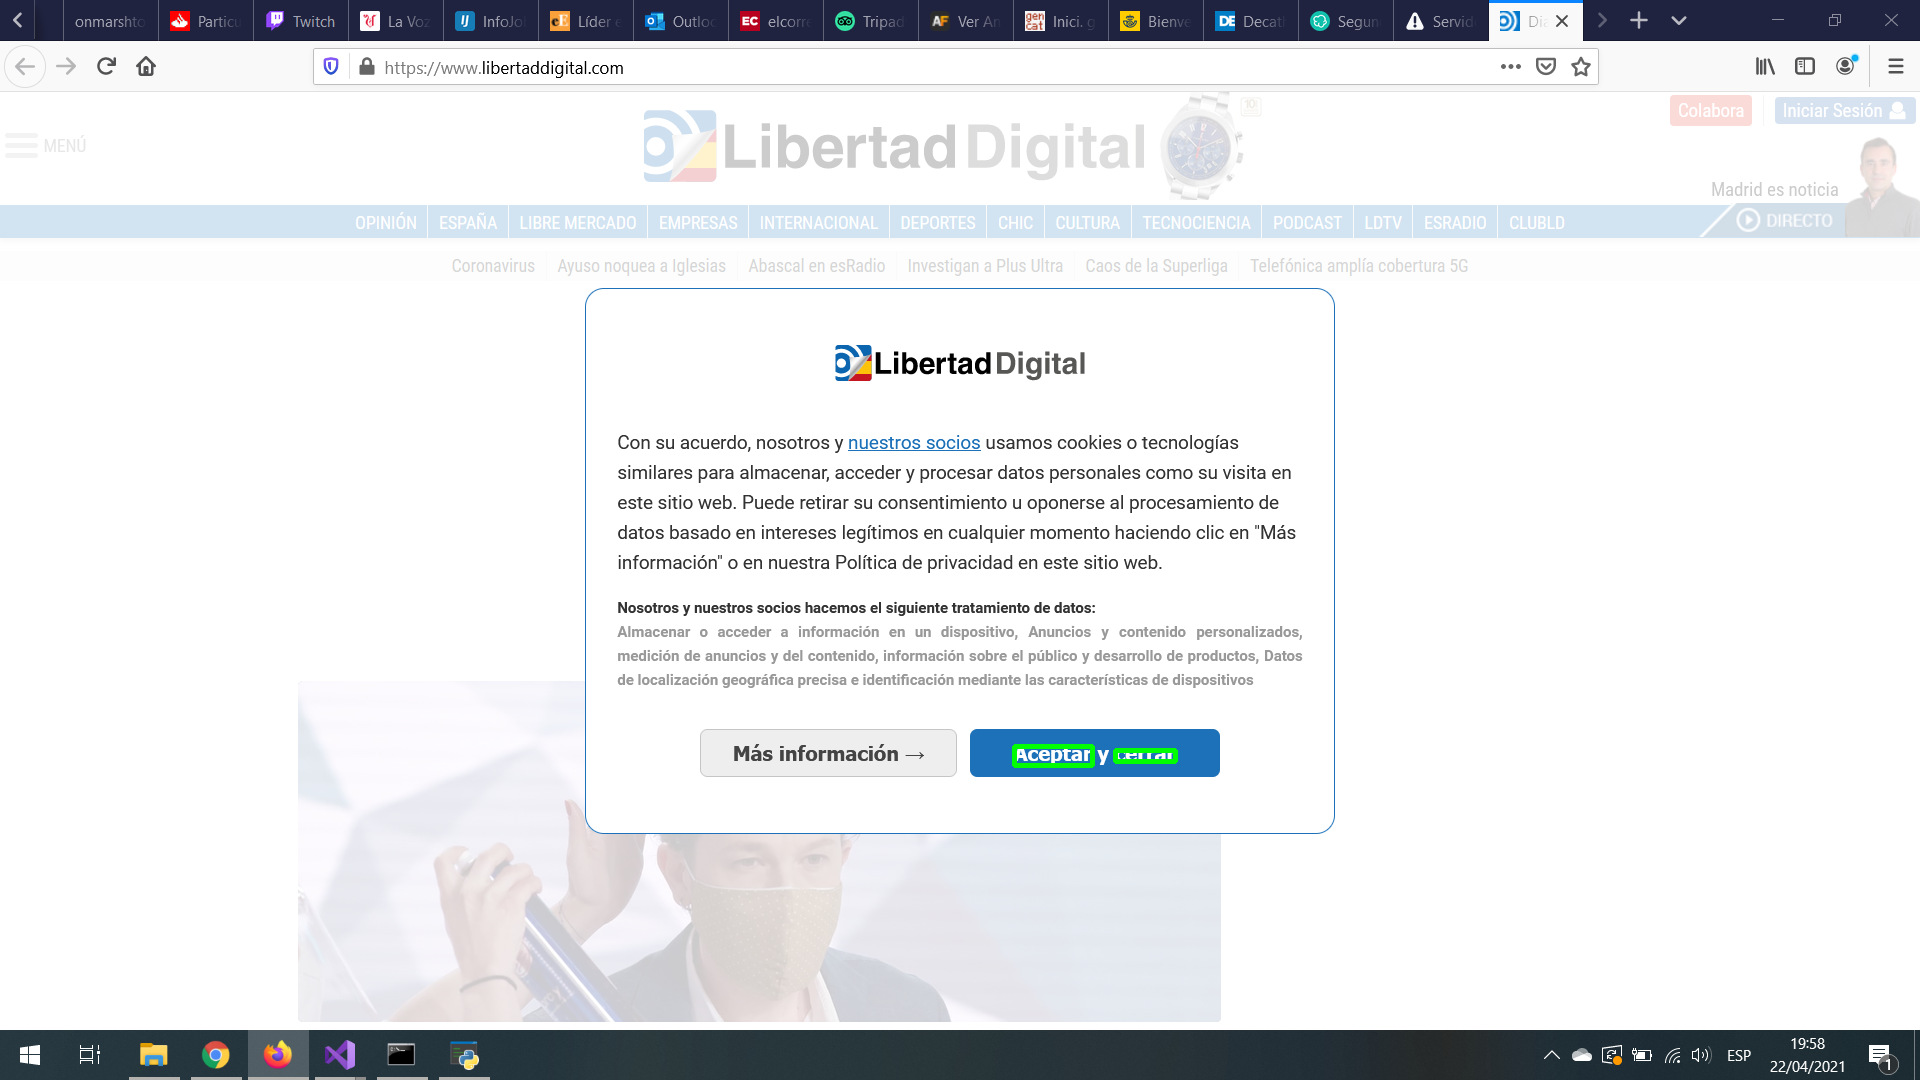 onmarshto
Particu
Twitch
La Voz
InfoJo
Líder e
Outlo
elcorre
Tripad
Ver An
Inici. g
Bienve
Decat
Segun
Servid
Di
https://www.libertaddigital.com
MENÚ
Libertad Digital
Colabora
Iniciar Sesión
Madrid es noticia
OPINIÓN ESPAÑA LIBRE MERCADO EMPRESAS INTERNACIONAL DEPORTES CHIC CULTURA TECNOCIENCIA PODCAST LDTV ESRADIO CLUBLD
DIRECTO
Coronavirus Ayuso noquea a Iglesias Abascal en esRadio Investigan a Plus Ultra Caos de la Superliga Telefónica amplía cobertura 5G
Libertad Digital
Con su acuerdo, nosotros y nuestros socios usamos cookies o tecnologías
similares para almacenar, acceder y procesar datos personales como su visita en
este sitio web. Puede retirar su consentimiento u oponerse al procesamiento de
datos basado en intereses legítimos en cualquier momento haciendo clic en "Más
información" o en nuestra Política de privacidad en este sitio web.
Nosotros y nuestros socios hacemos el siguiente tratamiento de datos:
Almacenar o acceder a información en un dispositivo, Anuncios y contenido personalizados,
medición de anuncios y del contenido, información sobre el público y desarrollo de productos, Datos
de localización geográfica precisa e identificación mediante las características de dispositivos
Más información →
Aceptar y cerrar
ESP
19:58
22/04/2021
1